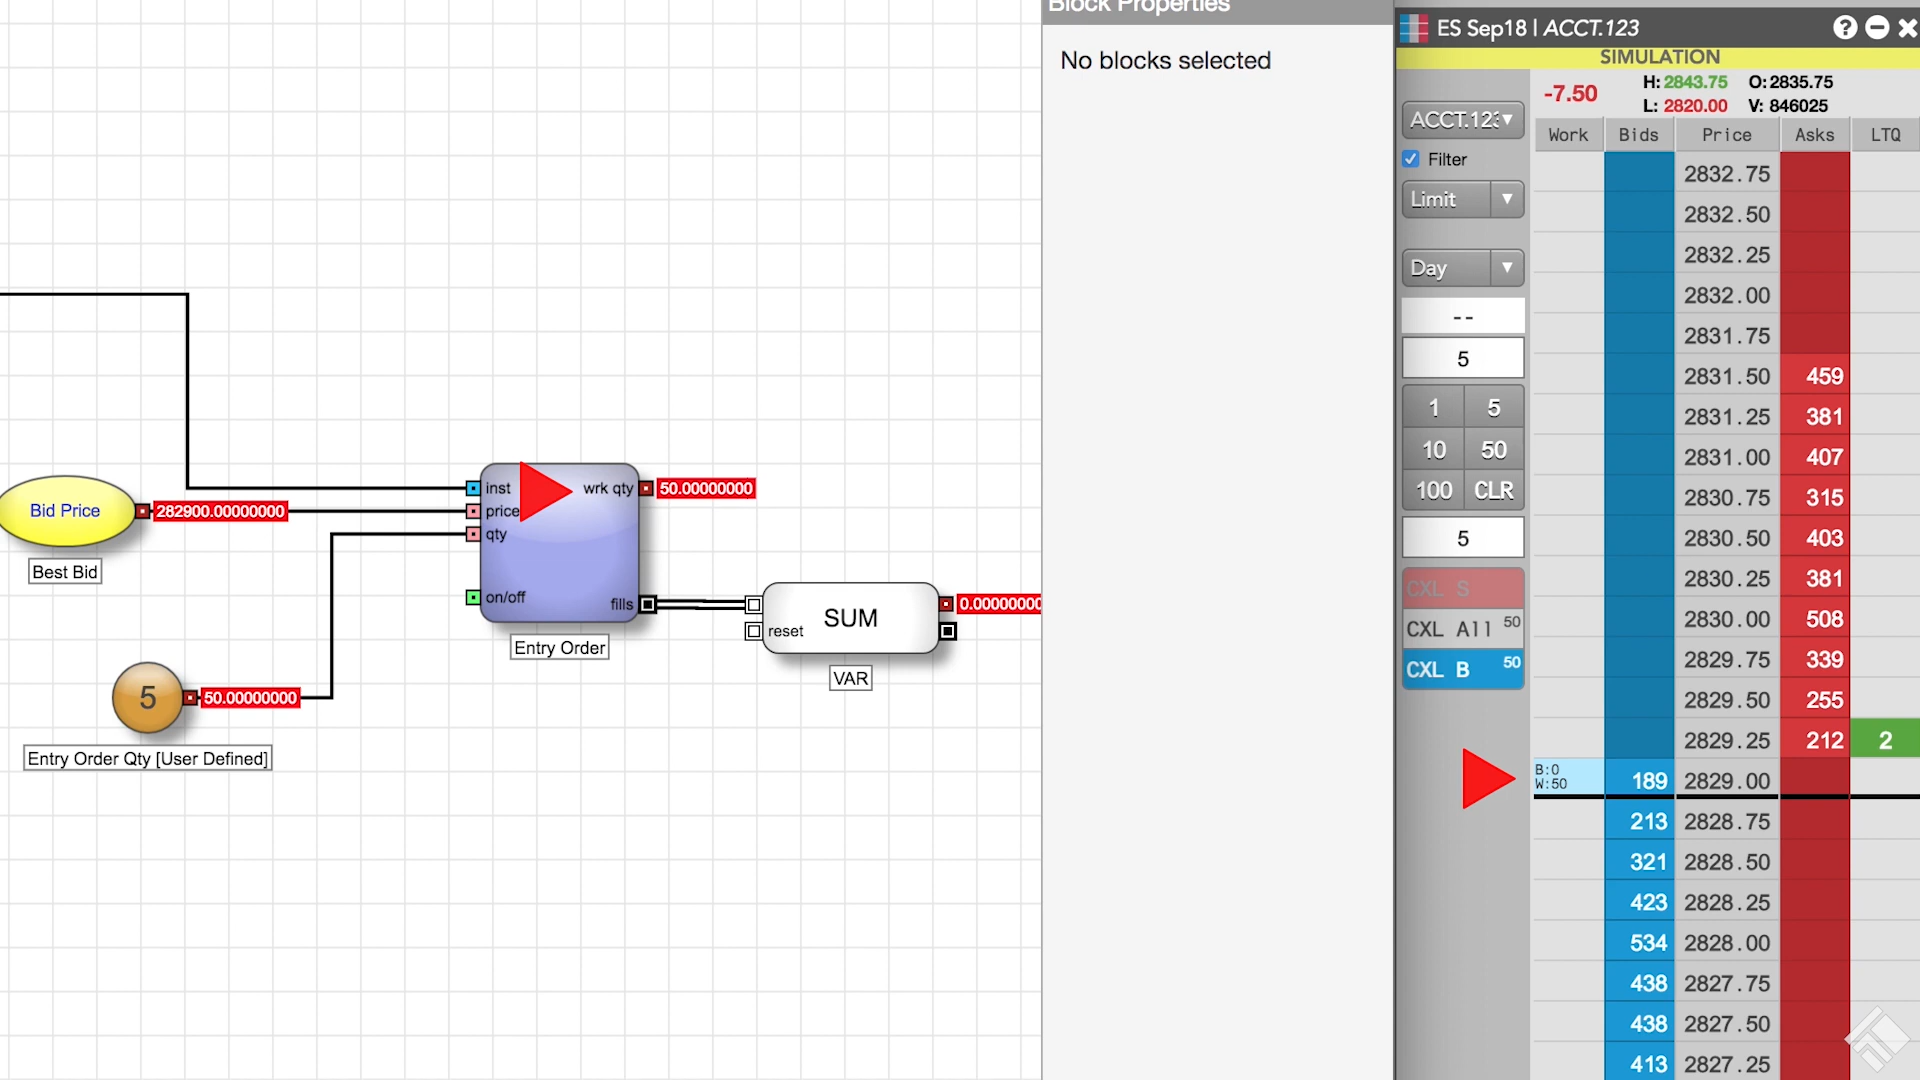 Block Properties
No blocks selected
Bid Price
282900.00000000
Best Bid
inst
price
qty
on/off
wrk qty
50.00000000
fills
Entry Order
5
50.00000000
Entry Order Qty [User Defined]
SUM
reset
0.0000000
VAR
ES Sep18 | ACCT.123
SIMULATION
-7.50
H: 2843.75 O: 2835.75
L: 2820.00 V: 846025
ACCT.123
Filter
Limit
Day
--
5
1 5
10 50
100 CLR
5
CXL S
CXL All 50
CXL B 50
Work Bids Price Asks LTQ
2832.75
2832.50
2832.25
2832.00
2831.75
2831.50 459
2831.25 381
2831.00 407
2830.75 315
2830.50 403
2830.25 381
2830.00 508
2829.75 339
2829.50 255
2829.25 212 2
B:0
W:50
189 2829.00
213 2828.75
321 2828.50
423 2828.25
534 2828.00
438 2827.75
438 2827.50
413 2827.25